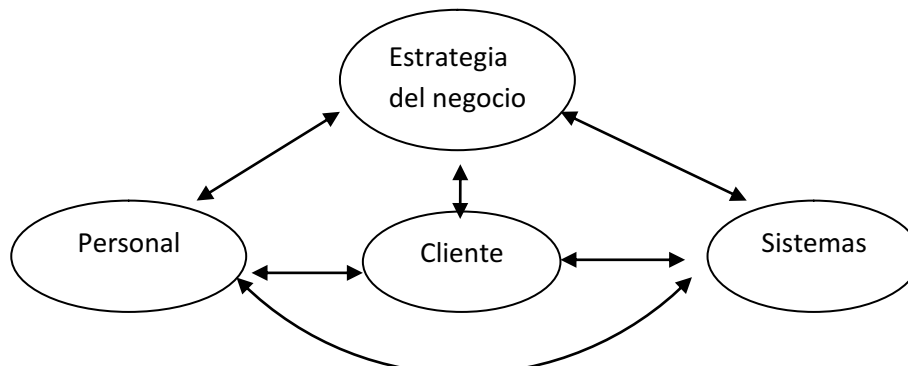 Estrategia
del negocio
Personal
Cliente
Sistemas